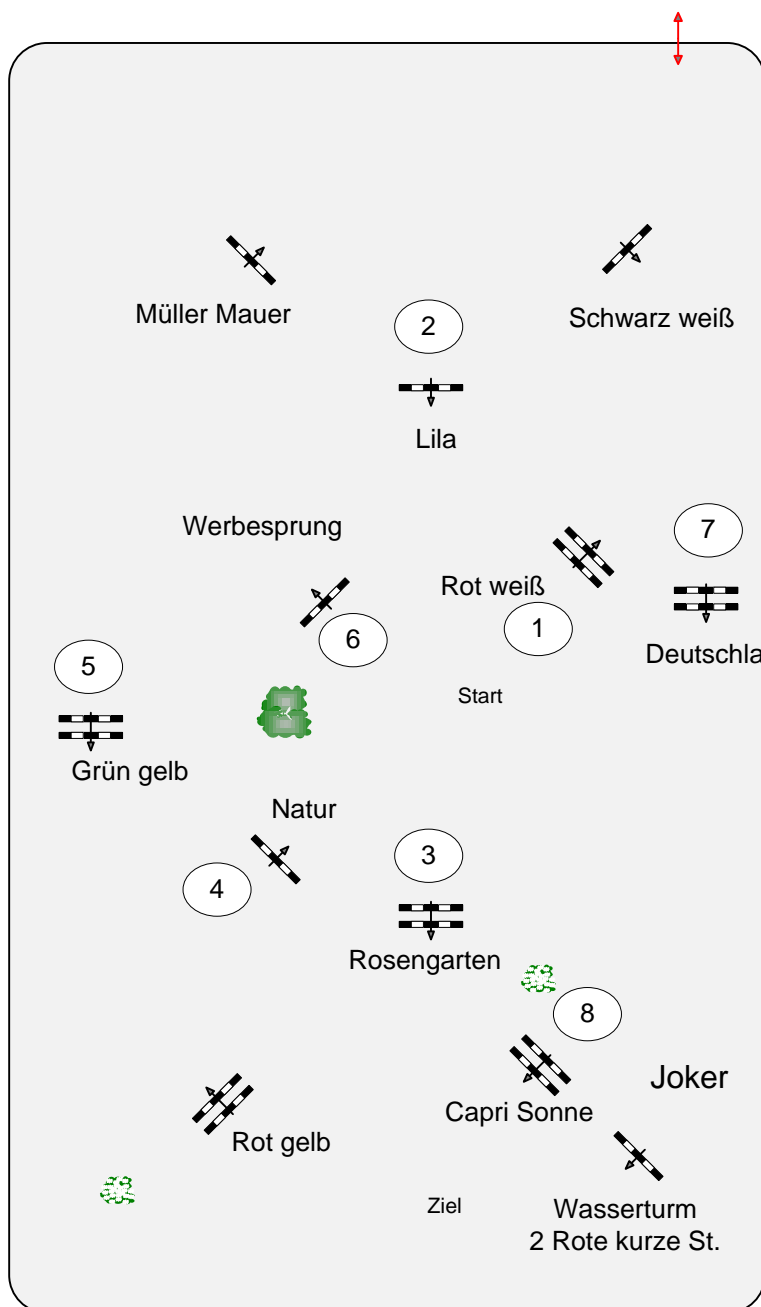 Müller Mauer
2
Schwarz weiß
Lila
Werbesprung
7
Rot weiß
1
6
5
Deutschla
Start
Grün gelb
Natur
3
4
Rosengarten
8
Joker
Capri Sonne
Rot gelb
Ziel
Wasserturm
2 Rote kurze St.